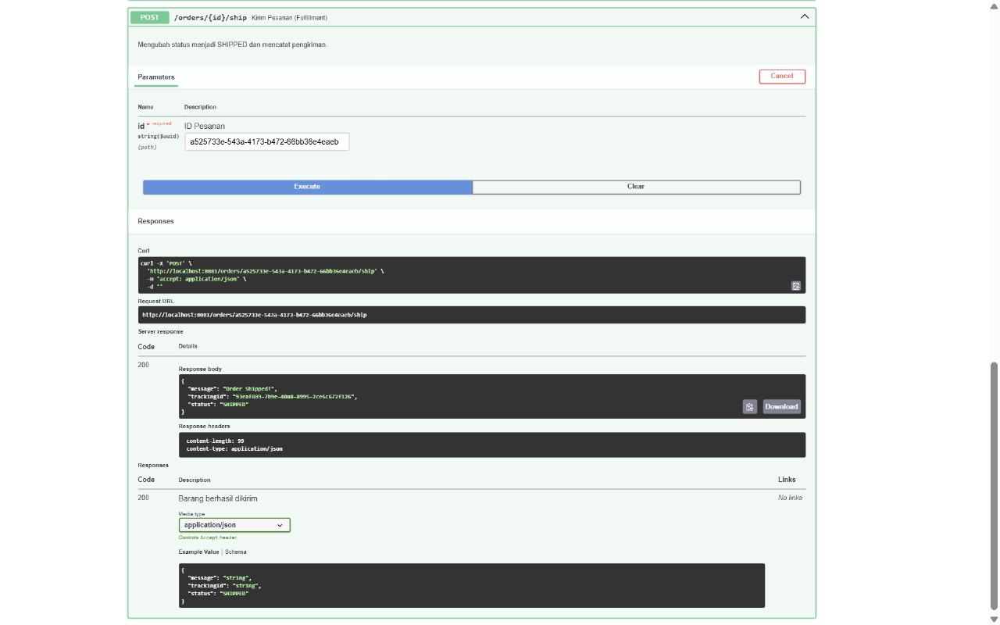 POST /orders/{id}/ship Kirim Pesanan (Fulfillment)
Mengubah status menjadi SHIPPED dan mencatat pengiriman.
Parameters Cancel
Name Description
id * required ID Pesanan
string($uuid)
(path)
a525733e-543a-4173-b472-66bb36e4eaeb
Execute Clear
Responses
Curl
curl -X 'POST' \
'http://localhost:8081/orders/a525733e-543a-4173-b472-66bb36e4eaeb/ship' \
-H 'accept: application/json' \
-d ''
Request URL
http://localhost:8081/orders/a525733e-543a-4173-b472-66bb36e4eaeb/ship
Server response
Code Details
200
Response body
{
"message": "Order Shipped!",
"trackingId": "93eaf889-7b9e-40a8-8995-2ce6c672f126",
"status": "SHIPPED"
}
Download
Response headers
content-length: 99
content-type: application/json
Responses
Code Description Links
200 Barang berhasil dikirim No links
Media type
application/json
Controls Accept header.
Example Value | Schema
{
"message": "string",
"trackingId": "string",
"status": "SHIPPED"
}